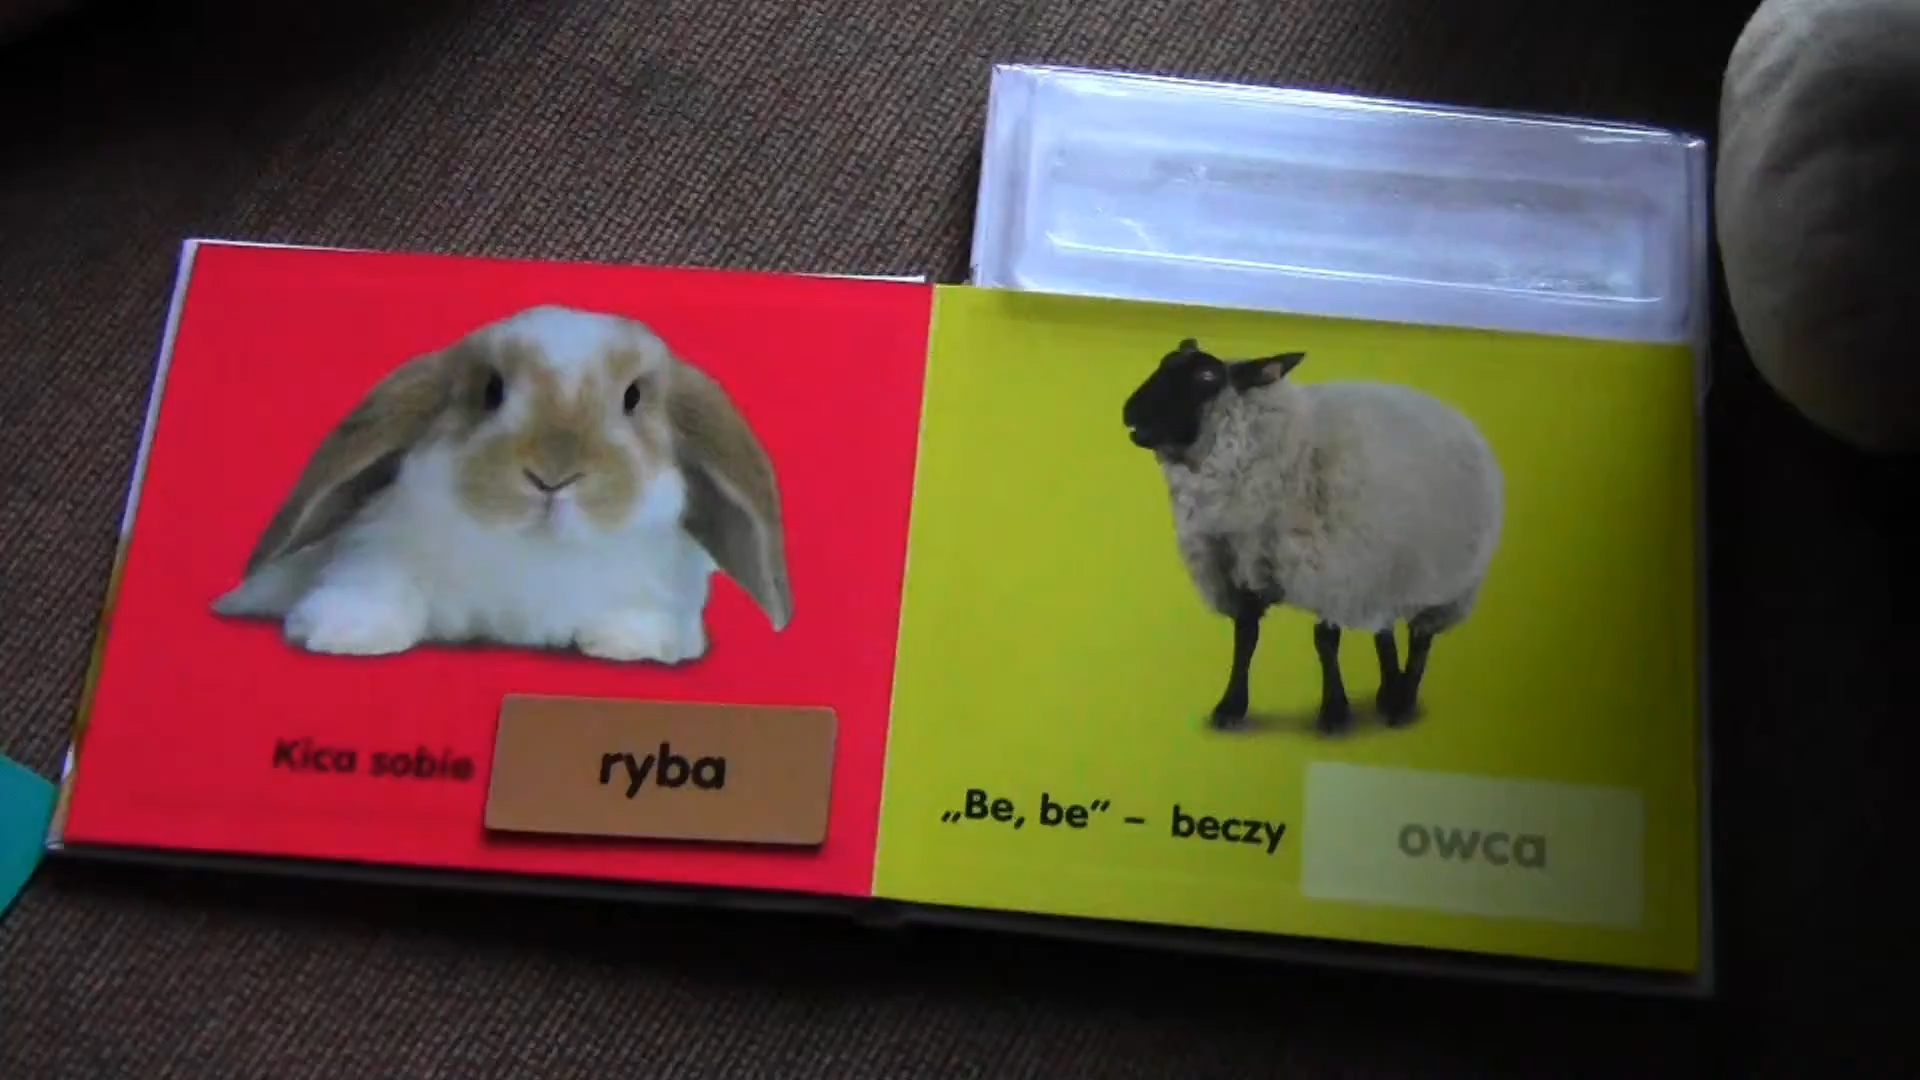 Kica sobie ryba
„Be, be” – beczy owca